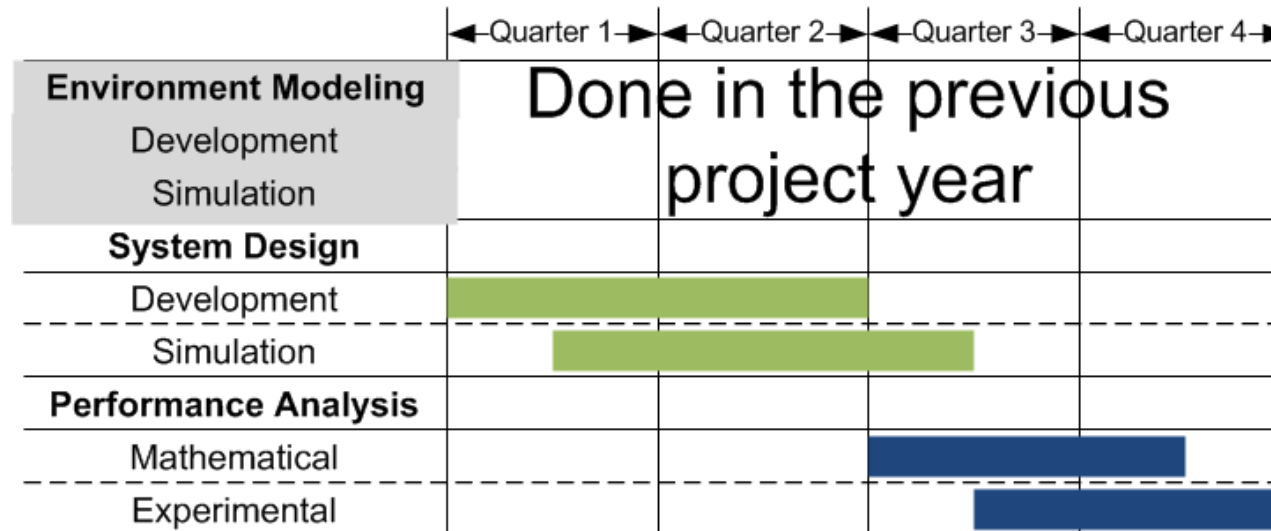 Quarter 1 Quarter 2 Quarter 3 Quarter 4
Environment Modeling
Development
Simulation
Done in the previous
project year
System Design
Development
Simulation
Performance Analysis
Mathematical
Experimental